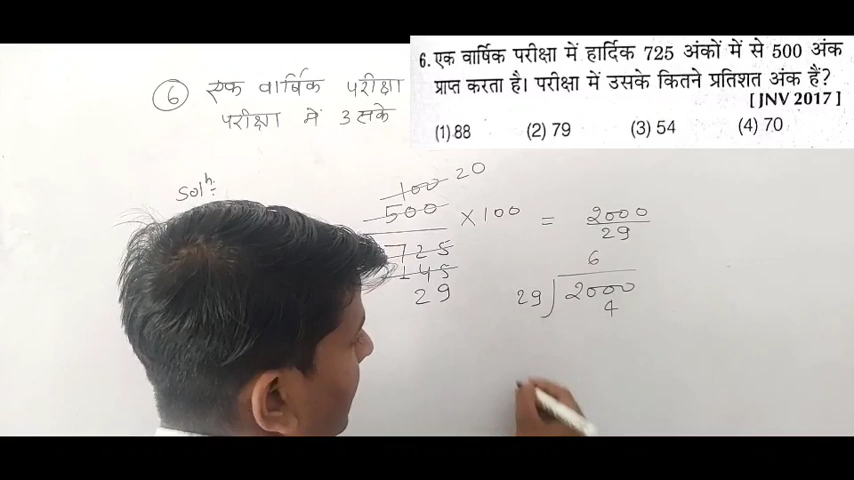 6. एक वार्षिक परीक्षा में हार्दिक 725 अंकों में से 500 अंक
प्राप्त करता है। परीक्षा में उसके कितने प्रतिशत अंक हैं?
[JNV 2017]
(1) 88 (2) 79 (3) 54 (4) 70
6 एक वार्षिक परीक्षा
परीक्षा में उसके
Solⁿ:
100 20
500 × 100 = 2000
725 29
145
29
6
29 ) 2000
4